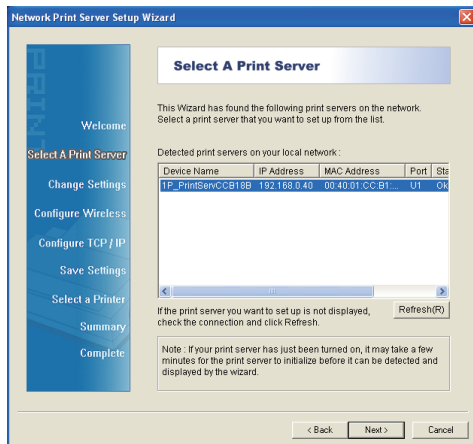 Network Print Server Setup Wizard
PRINT
Welcome
Select A Print Server
Change Settings
Configure Wireless
Configure TCP / IP
Save Settings
Select a Printer
Summary
Complete
Select A Print Server
This Wizard has found the following print servers on the network.
Select a print server that you want to set up from the list.
Detected print servers on your local network :
Device Name IP Address MAC Address Port Sta
1P_PrintServCCB18B 192.168.0.40 00:40:01:CC:B1:... U1 Ok
If the print server you want to set up is not displayed,
check the connection and click Refresh.
Refresh(R)
Note : If your print server has just been turned on, it may take a few
minutes for the print server to initialize before it can be detected and
displayed by the wizard.
< Back Next > Cancel